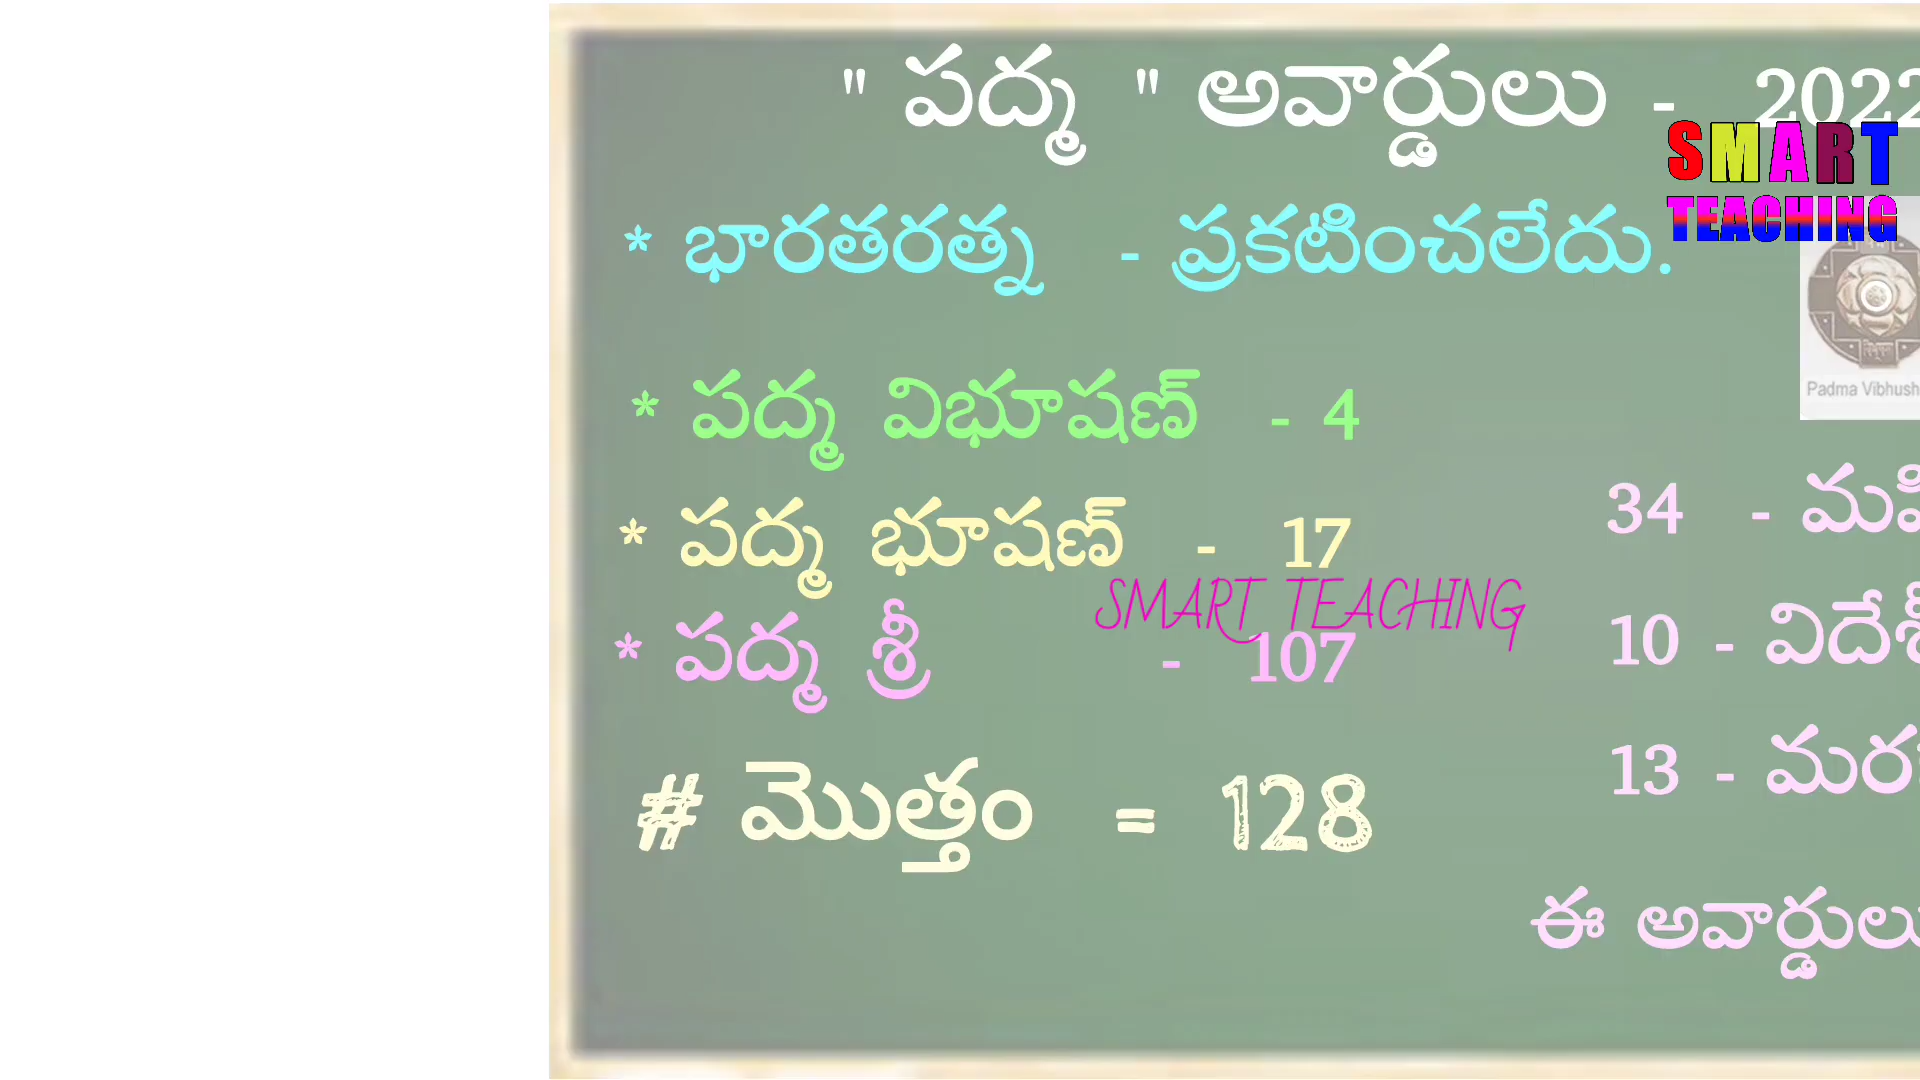 " పద్మ " అవార్డులు - 2022
SMART
TEACHING
* భారతరత్న - ప్రకటించలేదు.
* పద్మ విభూషణ్ - 4
Padma Vibhush
* పద్మ భూషణ్ - 17
* పద్మ శ్రీ - 107
SMART TEACHING
# మొత్తం = 128
34 -
10 -
13 -
ఈ అవార్డులు